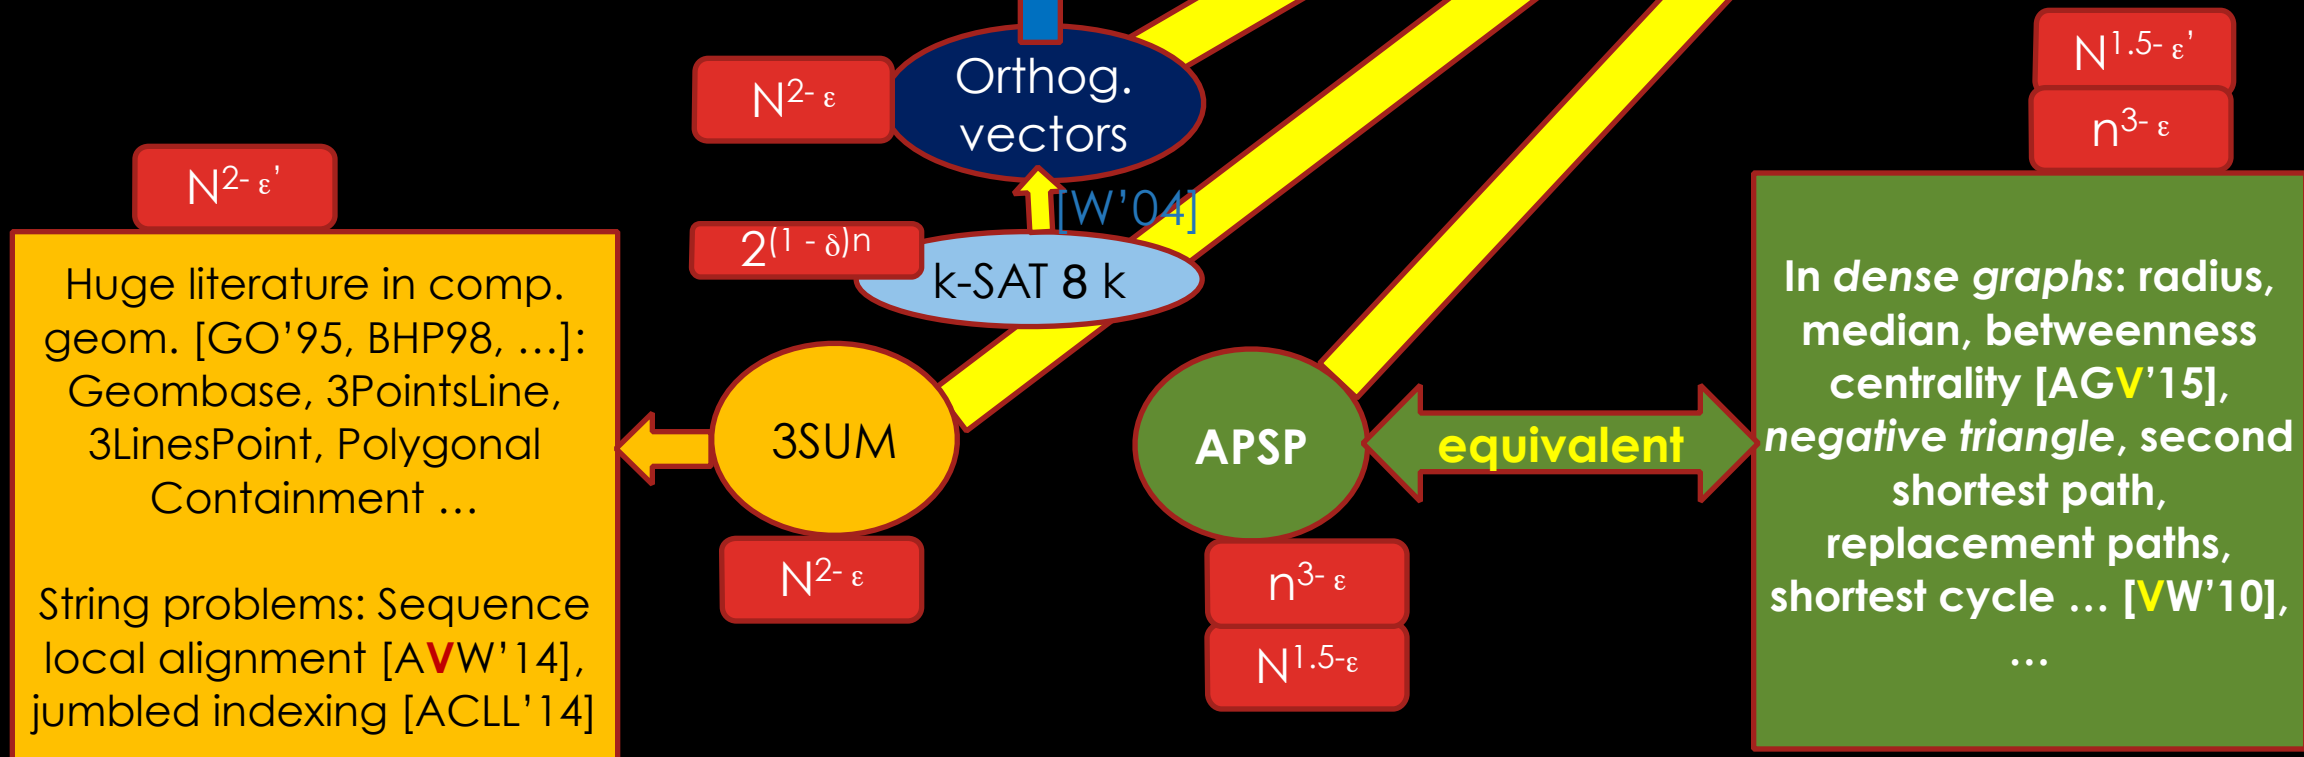 N2- ε'
Huge literature in comp.
geom. [GO'95, BHP98, …]:
Geombase, 3PointsLine,
3LinesPoint, Polygonal
Containment …
String problems: Sequence
local alignment [AVW'14],
jumbled indexing [ACLL'14]
N2- ε
Orthog.
vectors
[W'04]
2(1 - δ)n
k-SAT 8 k
3SUM
N2- ε
APSP
n3- ε
N1.5-ε
equivalent
N1.5- ε'
n3- ε
In dense graphs: radius,
median, betweenness
centrality [AGV'15],
negative triangle, second
shortest path,
replacement paths,
shortest cycle … [VW'10],
…